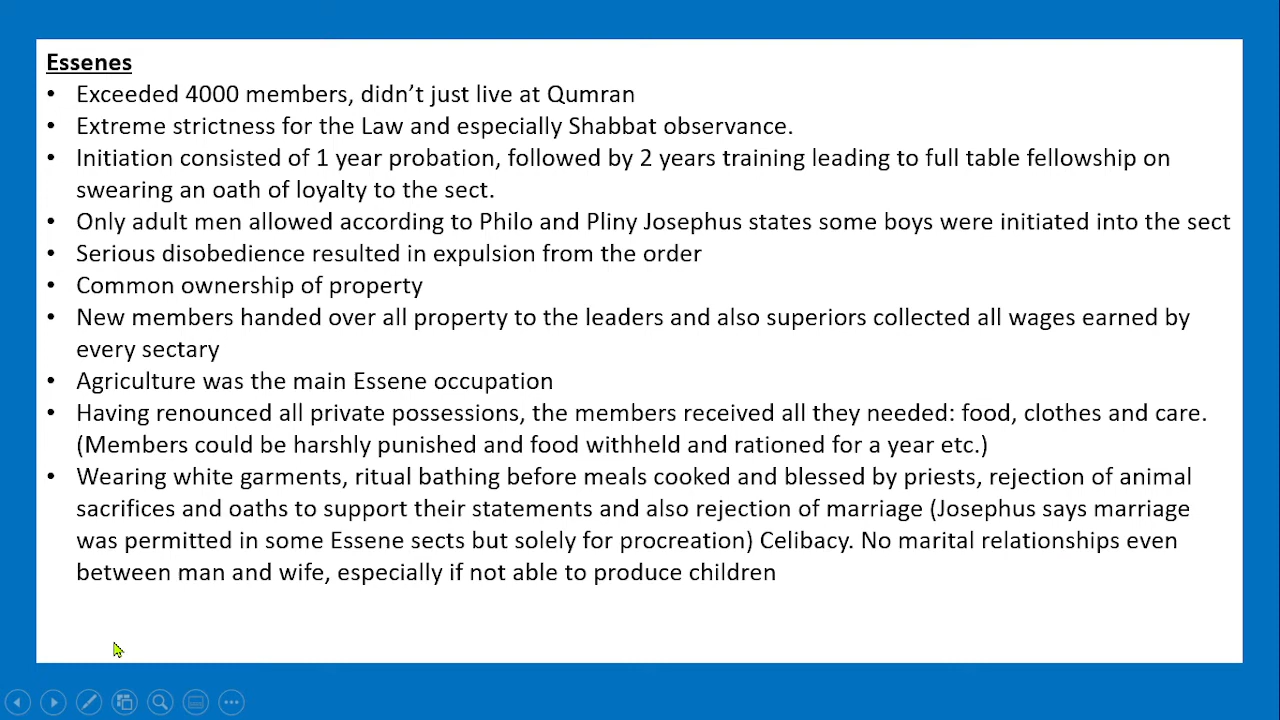 Essenes
• Exceeded 4000 members, didn't just live at Qumran
• Extreme strictness for the Law and especially Shabbat observance.
• Initiation consisted of 1 year probation, followed by 2 years training leading to full table fellowship on
swearing an oath of loyalty to the sect.
• Only adult men allowed according to Philo and Pliny Josephus states some boys were initiated into the sect
• Serious disobedience resulted in expulsion from the order
• Common ownership of property
• New members handed over all property to the leaders and also superiors collected all wages earned by
every sectary
• Agriculture was the main Essene occupation
• Having renounced all private possessions, the members received all they needed: food, clothes and care.
(Members could be harshly punished and food withheld and rationed for a year etc.)
• Wearing white garments, ritual bathing before meals cooked and blessed by priests, rejection of animal
sacrifices and oaths to support their statements and also rejection of marriage (Josephus says marriage
was permitted in some Essene sects but solely for procreation) Celibacy. No marital relationships even
between man and wife, especially if not able to produce children